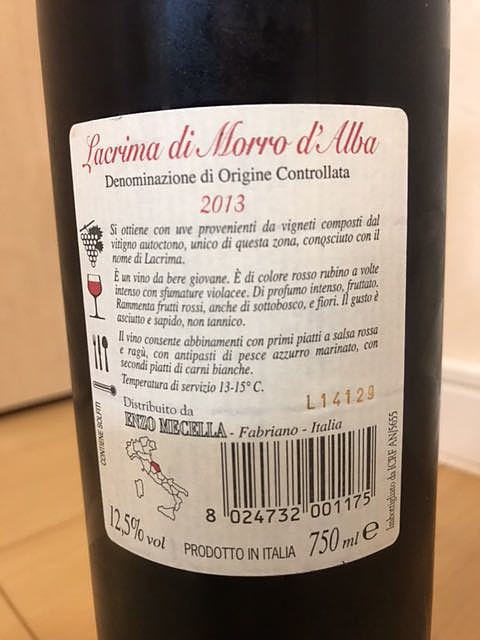 Lacrima di Morro d'Alba
Denominazione di Origine Controllata
2013
Si ottiene con uve provenienti da vigneti composti dal
vitigno autoctono, unico di questa zona, conosciuto con il
nome di Lacrima.
È un vino da bere giovane. È di colore rosso rubino a volte
intenso con sfumature violacee. Di profumo intenso, fruttato.
Rammenta frutti rossi, anche di sottobosco, e fiori. Il gusto è
asciutto e sapido, non tannico.
Il vino consente abbinamenti con primi piatti a salsa rossa
e ragù, con antipasti di pesce azzurro marinato, con
secondi piatti di carni bianche.
Temperatura di servizio 13-15° C.
L14129
Distribuito da
ENZO MECELLA - Fabriano - Italia
CONTIENE SOLFITI
Imbottigliato da ICRF AN/5655
8 024732 001175
12,5% vol
PRODOTTO IN ITALIA
750 ml e